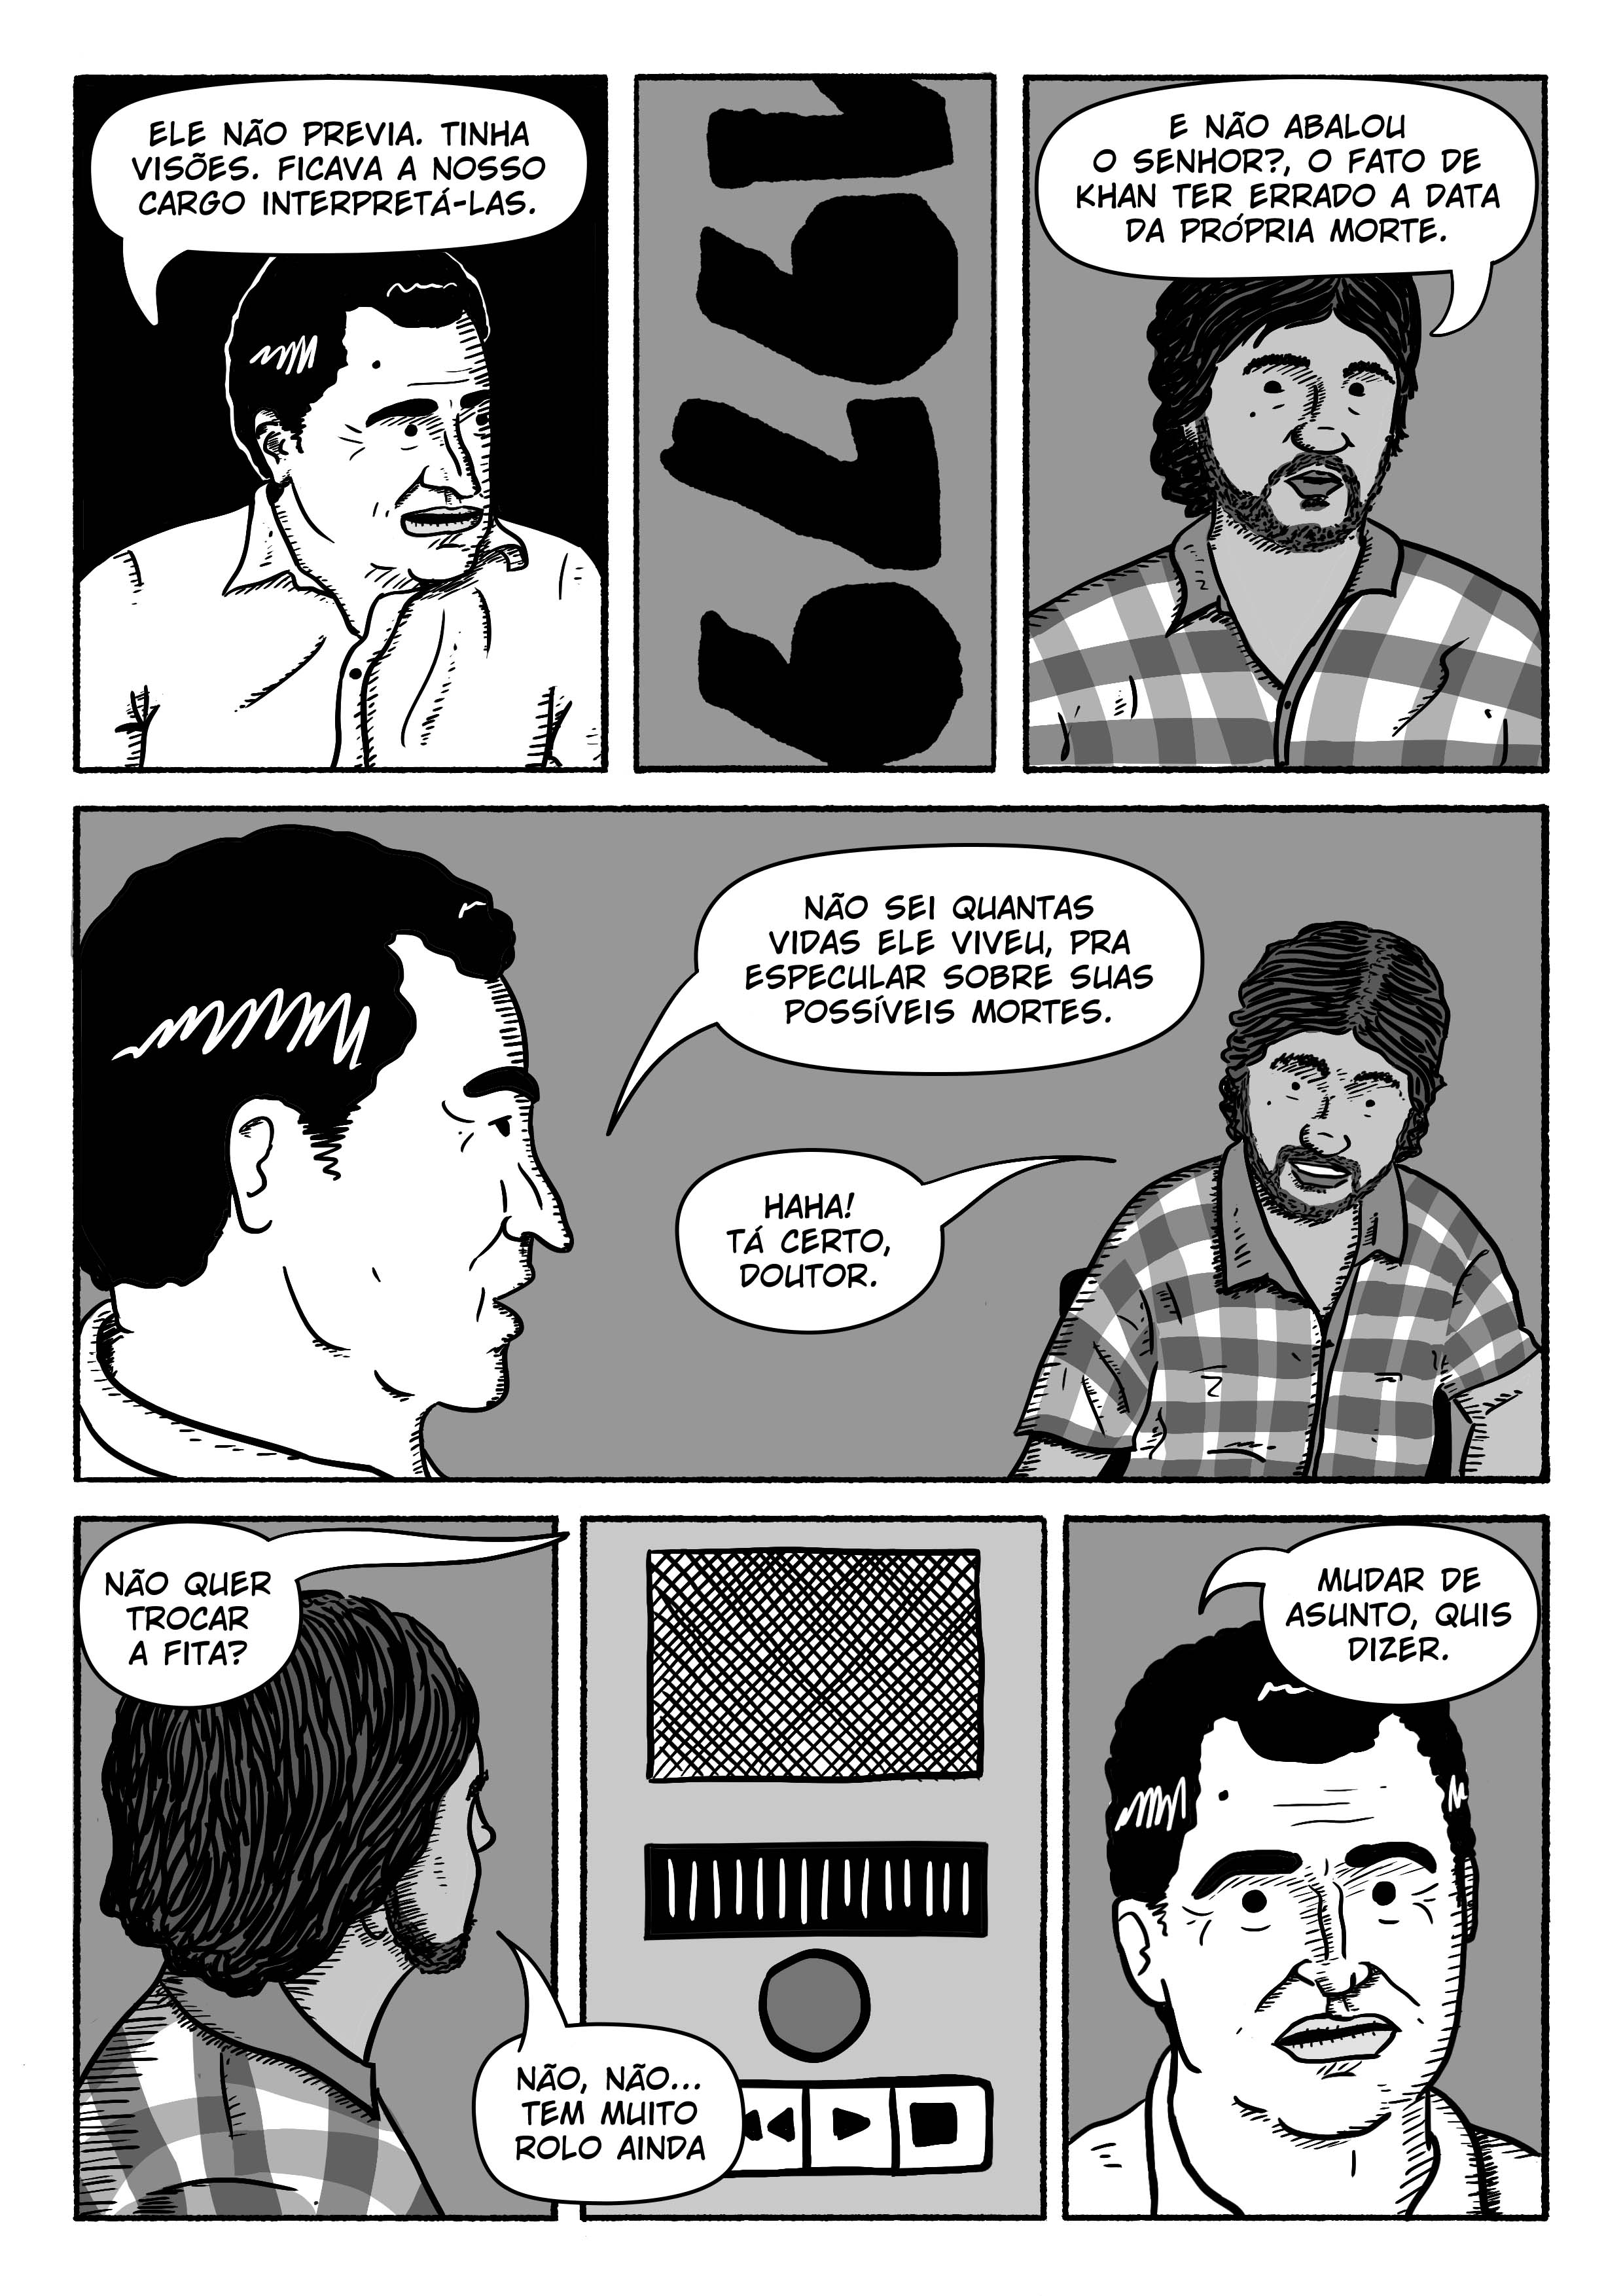 ELE NÃO PREVIA. TINHA
VISÕES. FICAVA A NOSSO
CARGO INTERPRETÁ-LAS.
1979
E NÃO ABALOU
O SENHOR?, O FATO DE
KHAN TER ERRADO A DATA
DA PRÓPRIA MORTE.
NÃO SEI QUANTAS
VIDAS ELE VIVEU, PRA
ESPECULAR SOBRE SUAS
POSSÍVEIS MORTES.
HAHA!
TÁ CERTO,
DOUTOR.
NÃO QUER
TROCAR
A FITA?
NÃO, NÃO...
TEM MUITO
ROLO AINDA
MUDAR DE
ASUNTO, QUIS
DIZER.